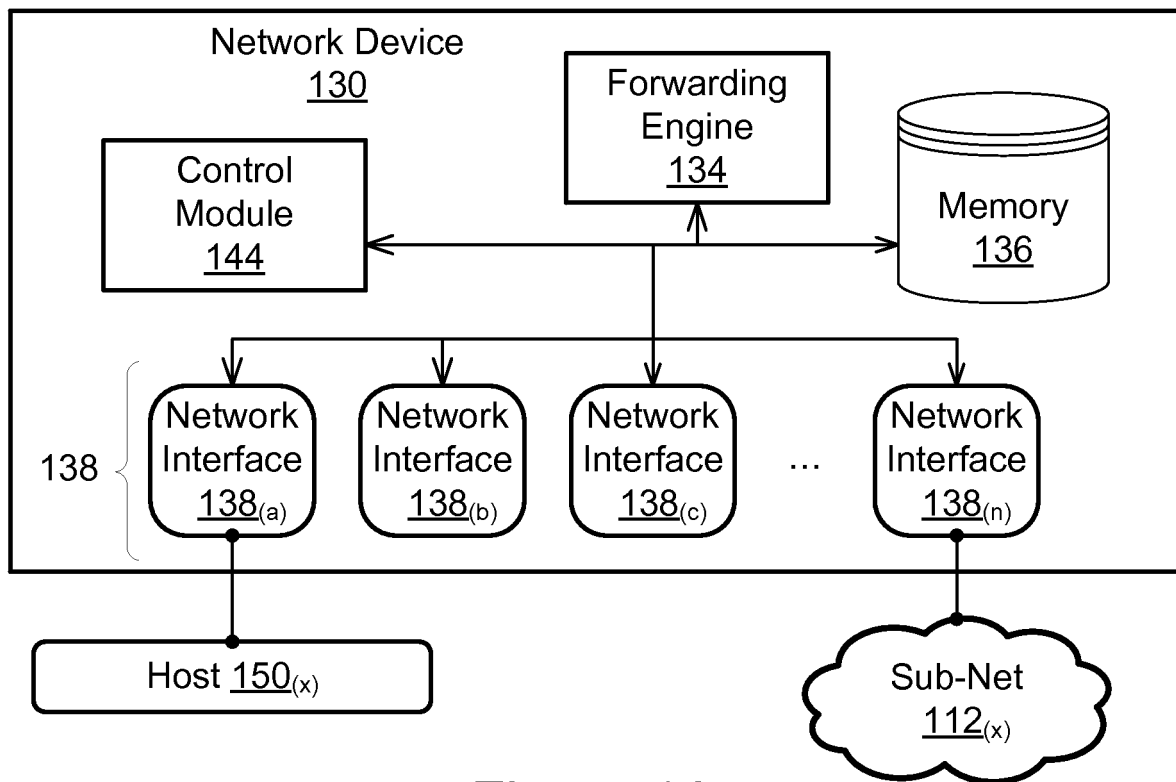 Network Device
130
Forwarding
Engine
134
Control
Module
144
Memory
136
138
Network
Interface
138(a)
Network
Interface
138(b)
Network
Interface
138(c)
...
Network
Interface
138(n)
Host 150(x)
Sub-Net
112(x)